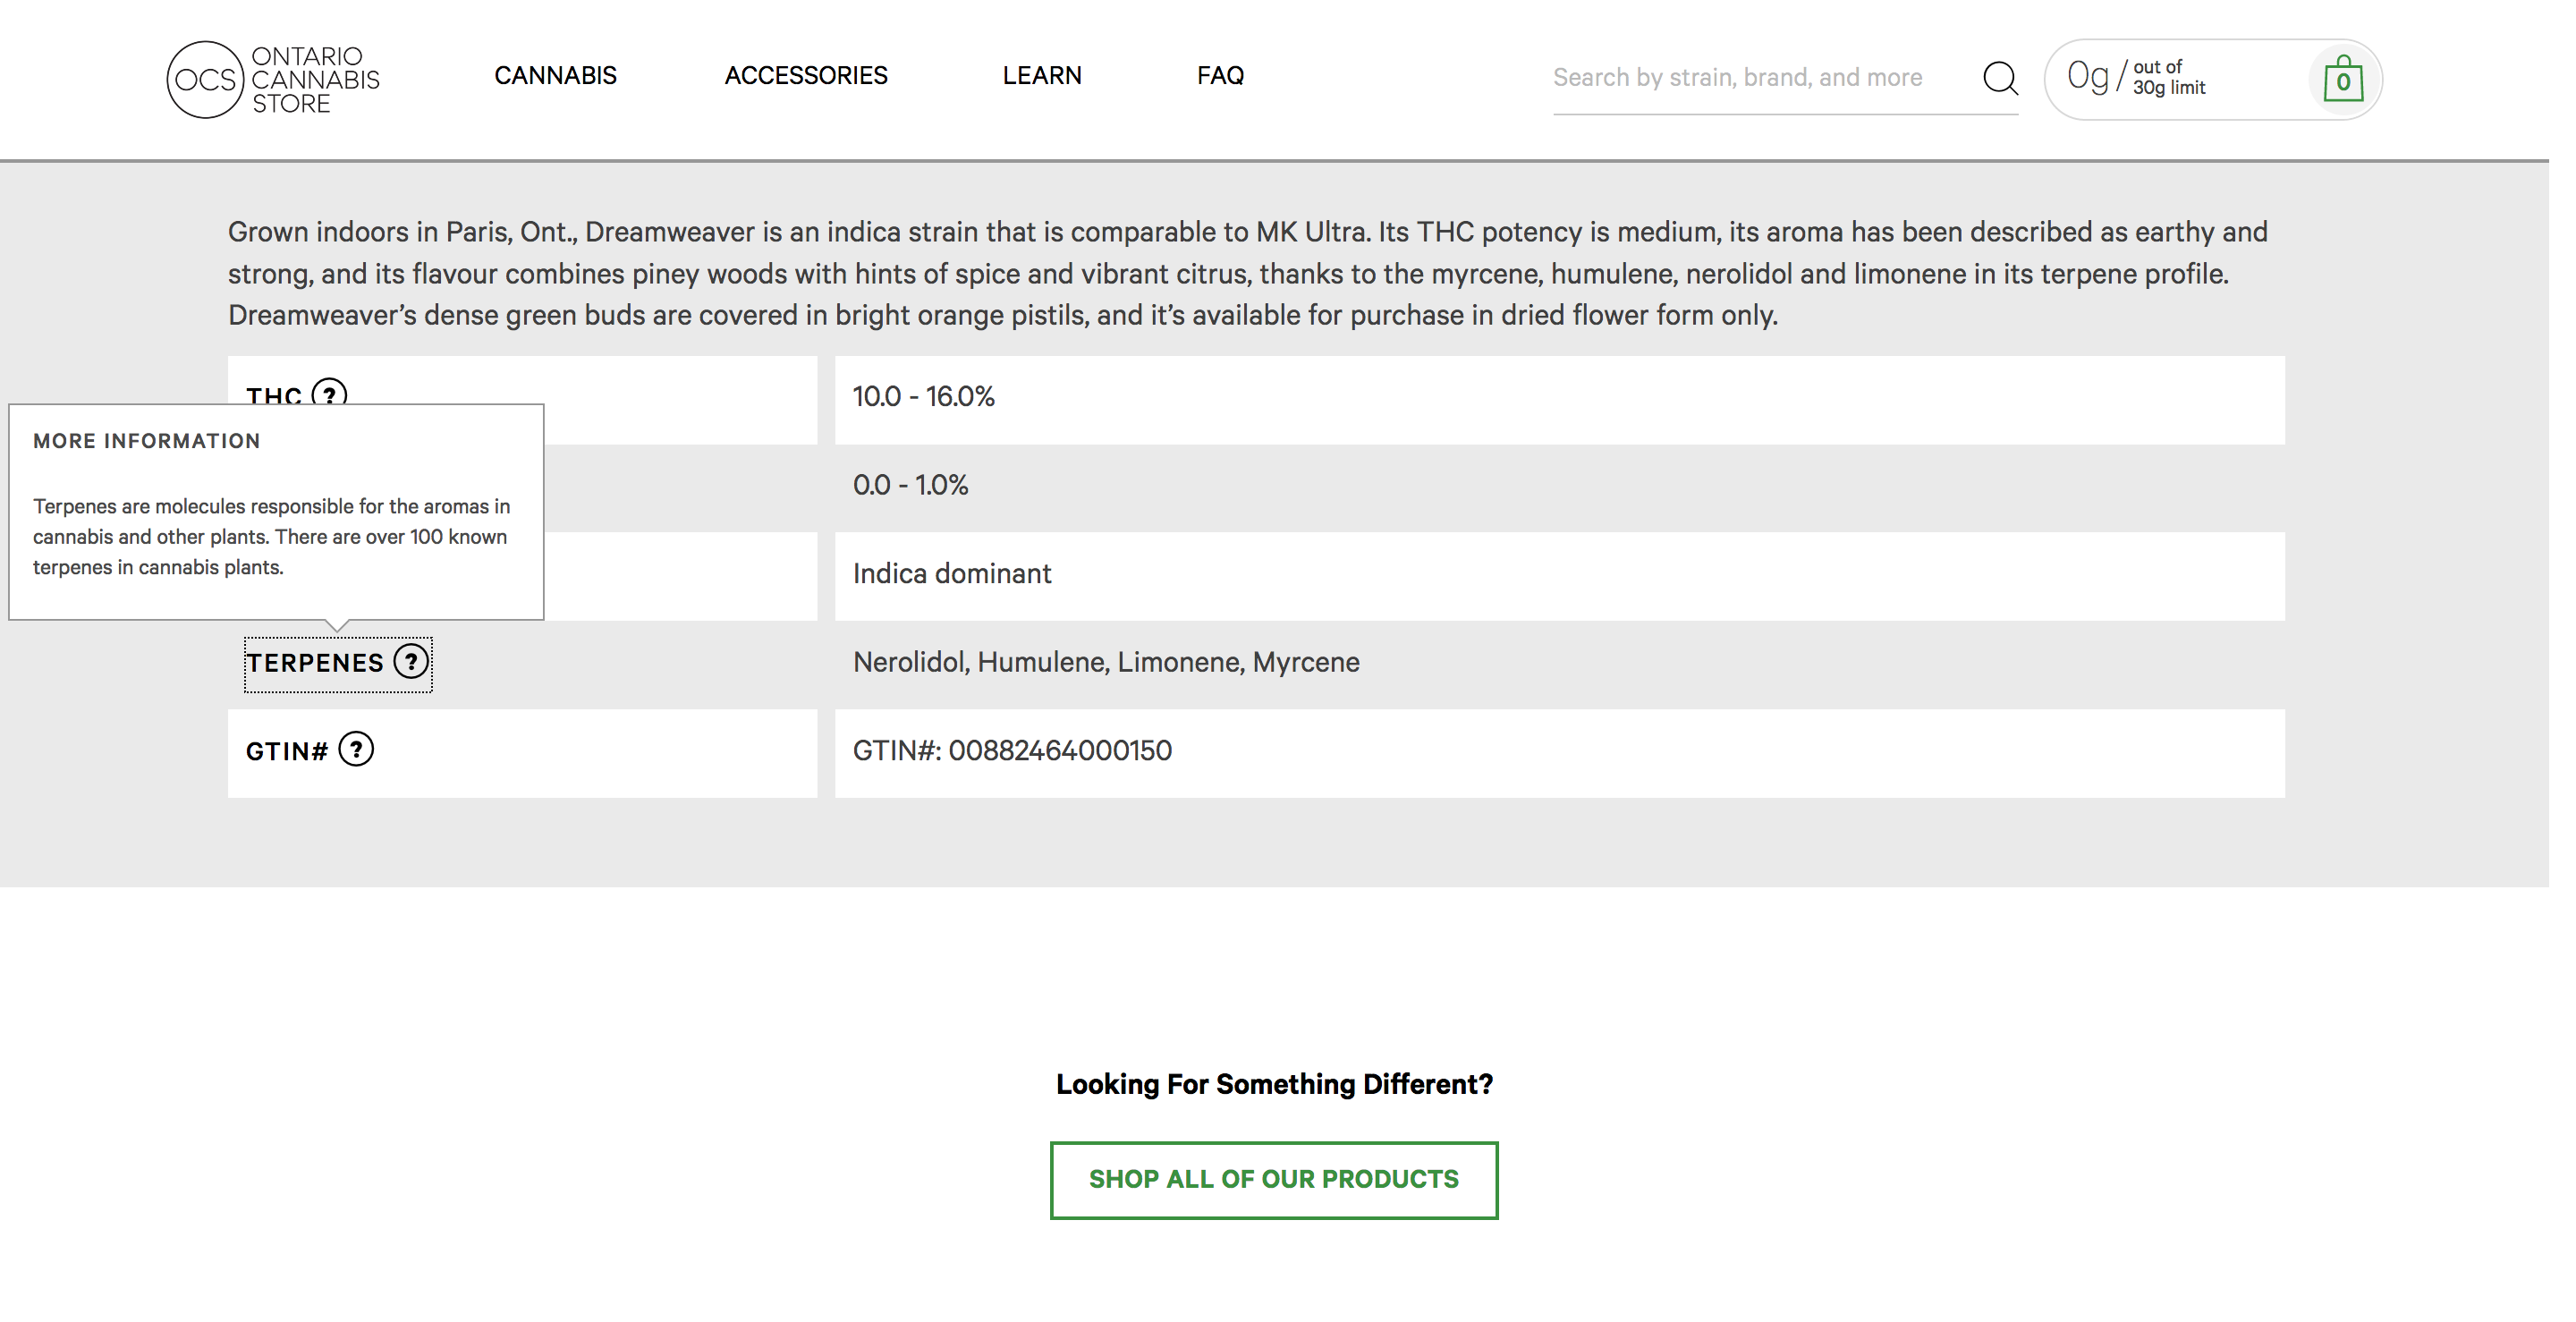 OCS ONTARIO
CANNABIS
STORE
CANNABIS
ACCESSORIES
LEARN
FAQ
Search by strain, brand, and more
0g / out of
30g limit
0
Grown indoors in Paris, Ont., Dreamweaver is an indica strain that is comparable to MK Ultra. Its THC potency is medium, its aroma has been described as earthy and
strong, and its flavour combines piney woods with hints of spice and vibrant citrus, thanks to the myrcene, humulene, nerolidol and limonene in its terpene profile.
Dreamweaver’s dense green buds are covered in bright orange pistils, and it’s available for purchase in dried flower form only.
THC ?
10.0 - 16.0%
MORE INFORMATION
Terpenes are molecules responsible for the aromas in
cannabis and other plants. There are over 100 known
terpenes in cannabis plants.
0.0 - 1.0%
Indica dominant
TERPENES ?
Nerolidol, Humulene, Limonene, Myrcene
GTIN# ?
GTIN#: 00882464000150
Looking For Something Different?
SHOP ALL OF OUR PRODUCTS